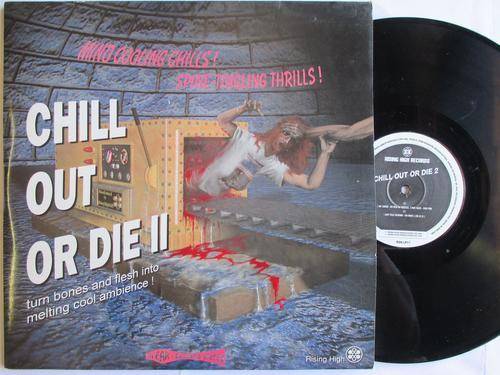 MIND COOLING CHILLS!
SPINE TINGLING THRILLS!
CHILL
OUT
OR DIE II
turn bones and flesh into
melting cool ambience !
Rising High
RISING HIGH RECORDS
CHILL OUT OR DIE 2